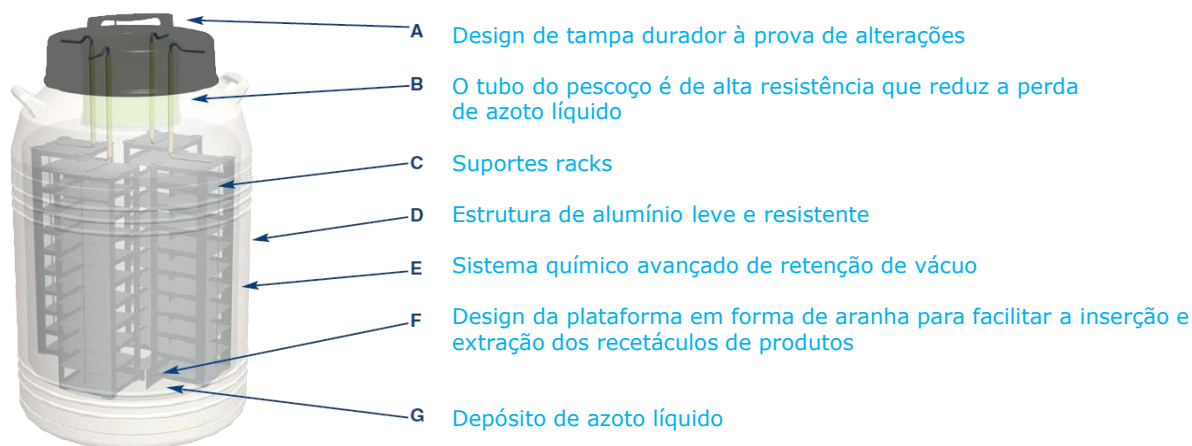 A Design de tampa durador à prova de alterações
B O tubo do pescoço é de alta resistência que reduz a perda
de azoto líquido
C Suportes racks
D Estrutura de alumínio leve e resistente
E Sistema químico avançado de retenção de vácuo
F Design da plataforma em forma de aranha para facilitar a inserção e
extração dos recetáculos de produtos
G Depósito de azoto líquido